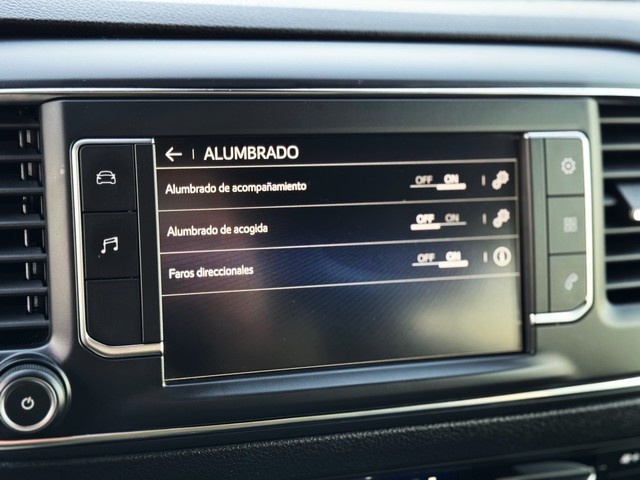 ALUMBRADO
Alumbrado de acompañamiento OFF ON
Alumbrado de acogida OFF ON
Faros direccionales OFF ON